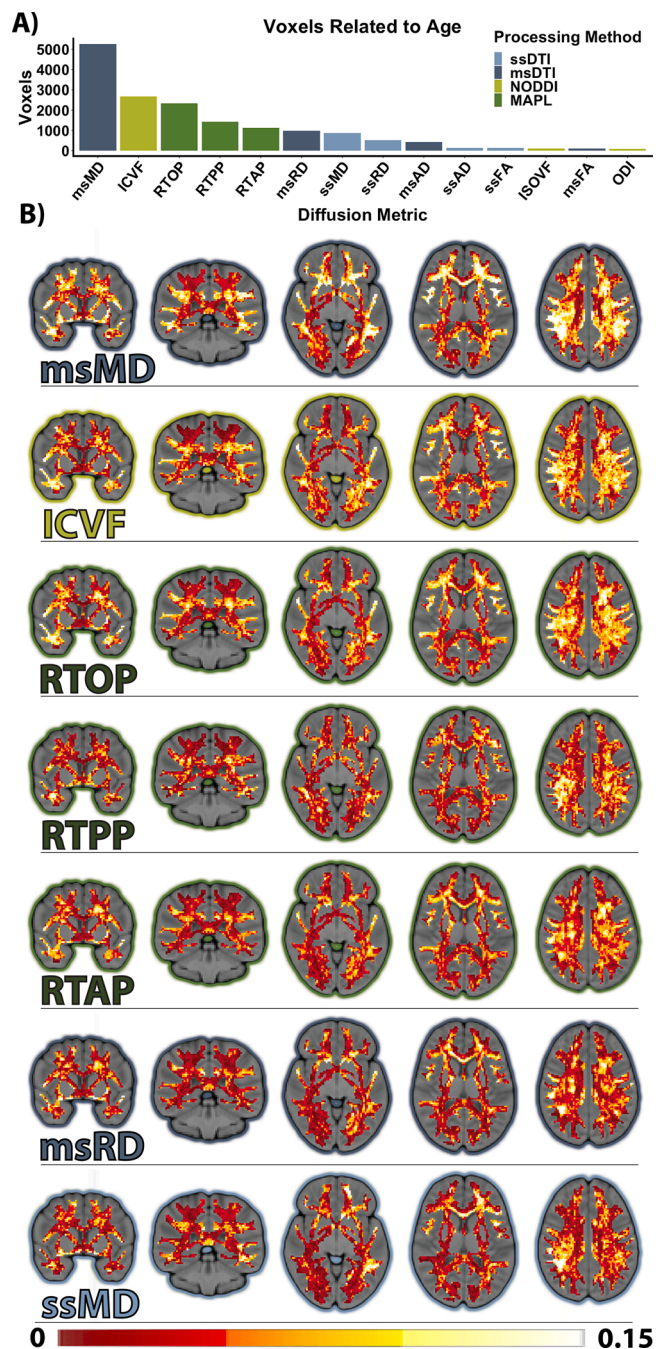 A)
Voxels Related to Age
Processing Method
ssDTI
msDTI
NODDI
MAPL
Voxels
5000
4000
3000
2000
1000
0
msMD ICVF RTOP RTPP RTAP msRD ssMD ssRD msAD ssAD ssFA ISOVF msFA ODI
Diffusion Metric
B)
msMD
ICVF
RTOP
RTPP
RTAP
msRD
ssMD
0 0.15